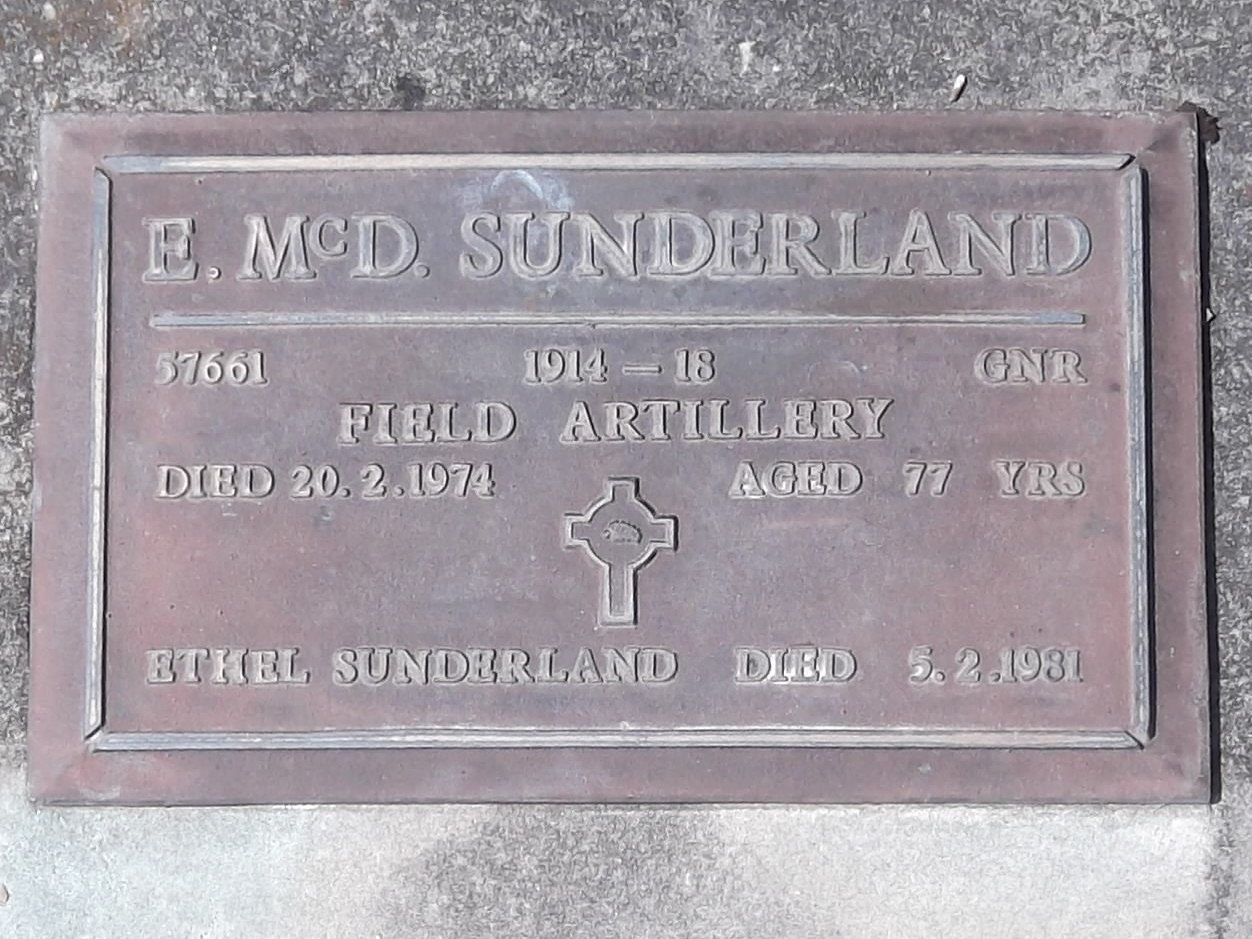 E. McD. SUNDERLAND
57661 1914 — 18 GNR
FIELD ARTILLERY
DIED 20.2.1974 AGED 77 YRS
ETHEL SUNDERLAND DIED 5.2.1981